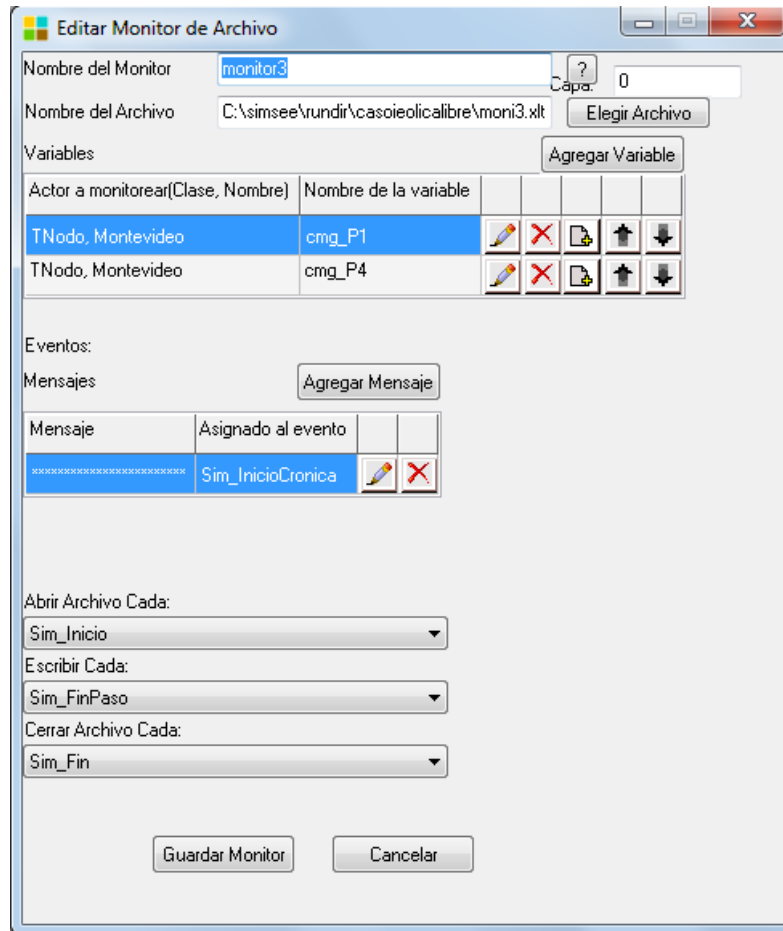 Editar Monitor de Archivo
Nombre del Monitor monitor3 ? Capa: 0
Nombre del Archivo C:\simsee\rundir\casoieolicalibre\moni3.xlt Elegir Archivo
Variables Agregar Variable
Actor a monitorear(Clase, Nombre) Nombre de la variable
TNodo, Montevideo cmg_P1
TNodo, Montevideo cmg_P4
Eventos:
Mensajes Agregar Mensaje
Mensaje Asignado al evento
************************ Sim_InicioCronica
Abrir Archivo Cada:
Sim_Inicio
Escribir Cada:
Sim_FinPaso
Cerrar Archivo Cada:
Sim_Fin
Guardar Monitor Cancelar